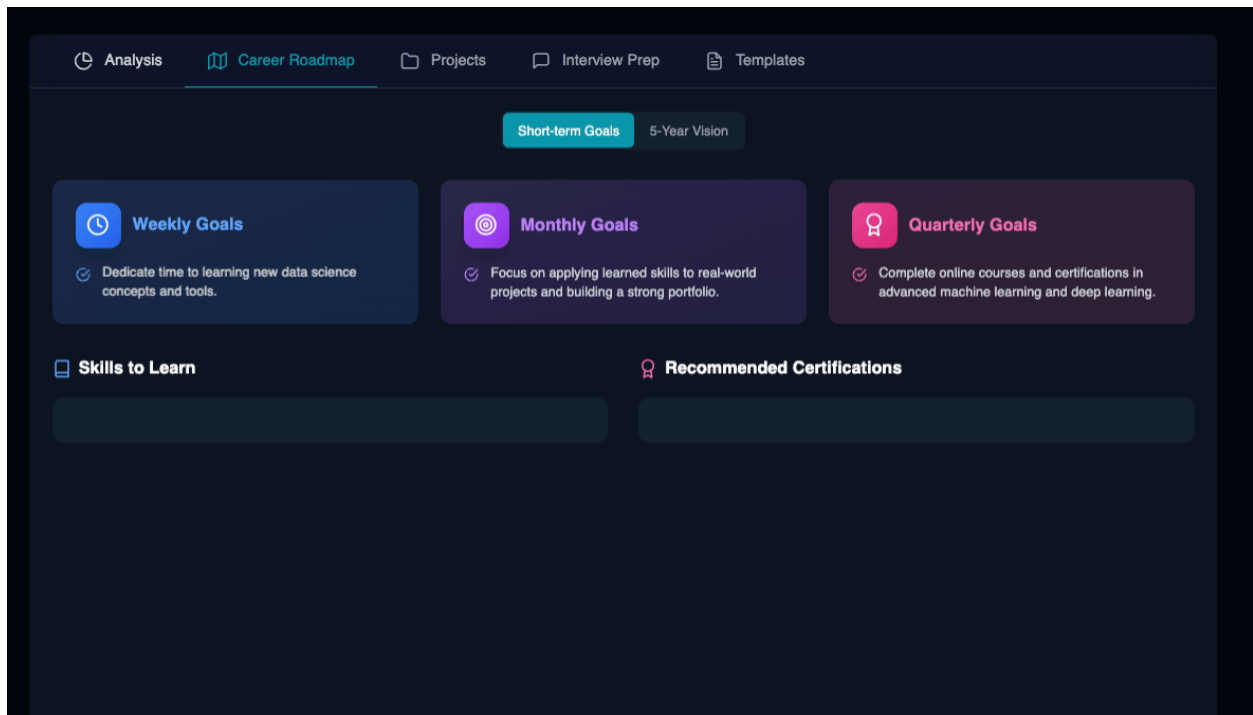 Analysis
Career Roadmap
Projects
Interview Prep
Templates
Short-term Goals
5-Year Vision
Weekly Goals
Dedicate time to learning new data science
concepts and tools.
Monthly Goals
Focus on applying learned skills to real-world
projects and building a strong portfolio.
Quarterly Goals
Complete online courses and certifications in
advanced machine learning and deep learning.
Skills to Learn
Recommended Certifications